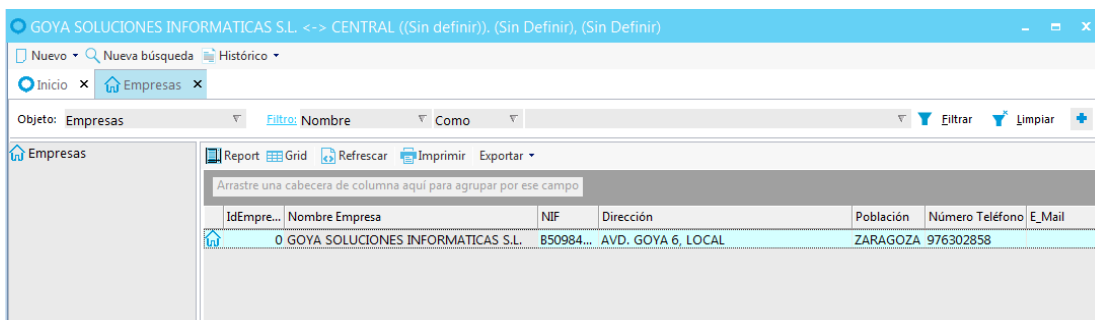 GOYA SOLUCIONES INFORMATICAS S.L. <-> CENTRAL ((Sin definir)). (Sin Definir), (Sin Definir)
Nuevo Nueva búsqueda Histórico
Inicio Empresas
Objeto: Empresas Filtro: Nombre Como Filtrar Limpiar
Empresas
Report Grid Refrescar Imprimir Exportar
Arrastre una cabecera de columna aquí para agrupar por ese campo
IdEmpre... Nombre Empresa NIF Dirección Población Número Teléfono E_Mail
0 GOYA SOLUCIONES INFORMATICAS S.L. B50984... AVD. GOYA 6, LOCAL ZARAGOZA 976302858